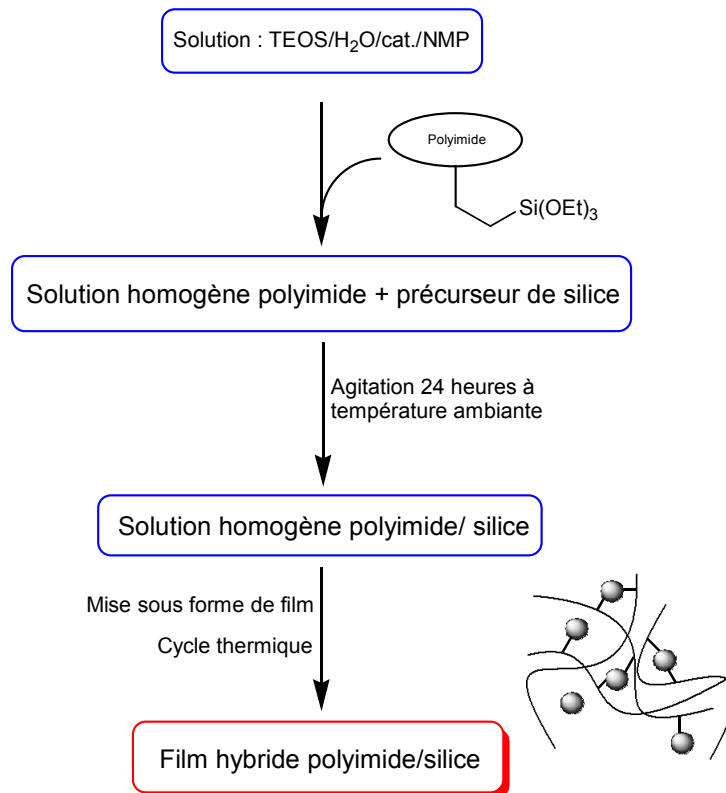 Solution : TEOS/H₂O/cat./NMP
Polyimide
Si(OEt)₃
Solution homogène polyimide + précurseur de silice
Agitation 24 heures à
température ambiante
Solution homogène polyimide/ silice
Mise sous forme de film
Cycle thermique
Film hybride polyimide/silice